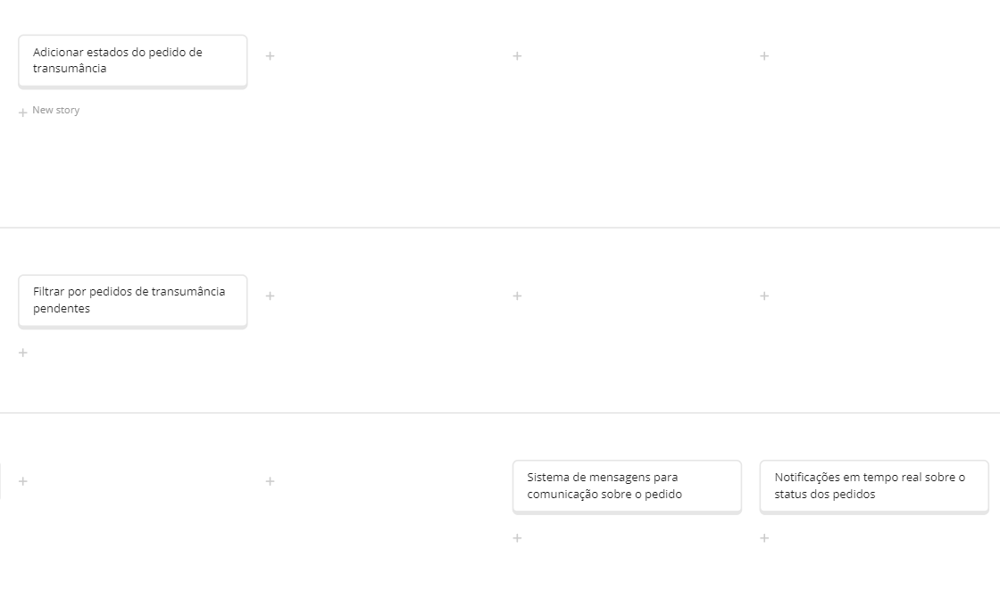 Adicionar estados do pedido de
transumância
New story
Filtrar por pedidos de transumância
pendentes
Sistema de mensagens para
comunicação sobre o pedido
Notificações em tempo real sobre o
status dos pedidos